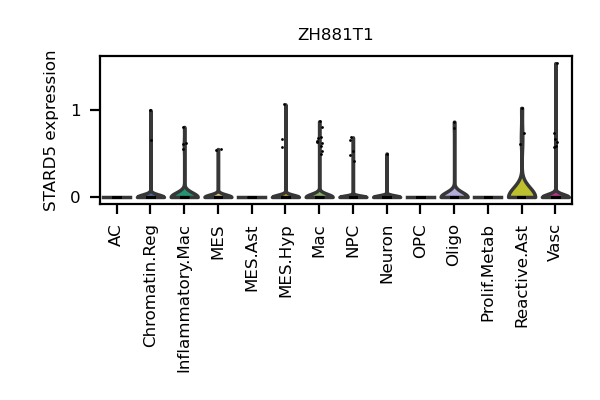 ZH881T1
STARD5 expression
1
0
AC
Chromatin.Reg
Inflammatory.Mac
MES
MES.Ast
MES.Hyp
Mac
NPC
Neuron
OPC
Oligo
Prolif.Metab
Reactive.Ast
Vasc